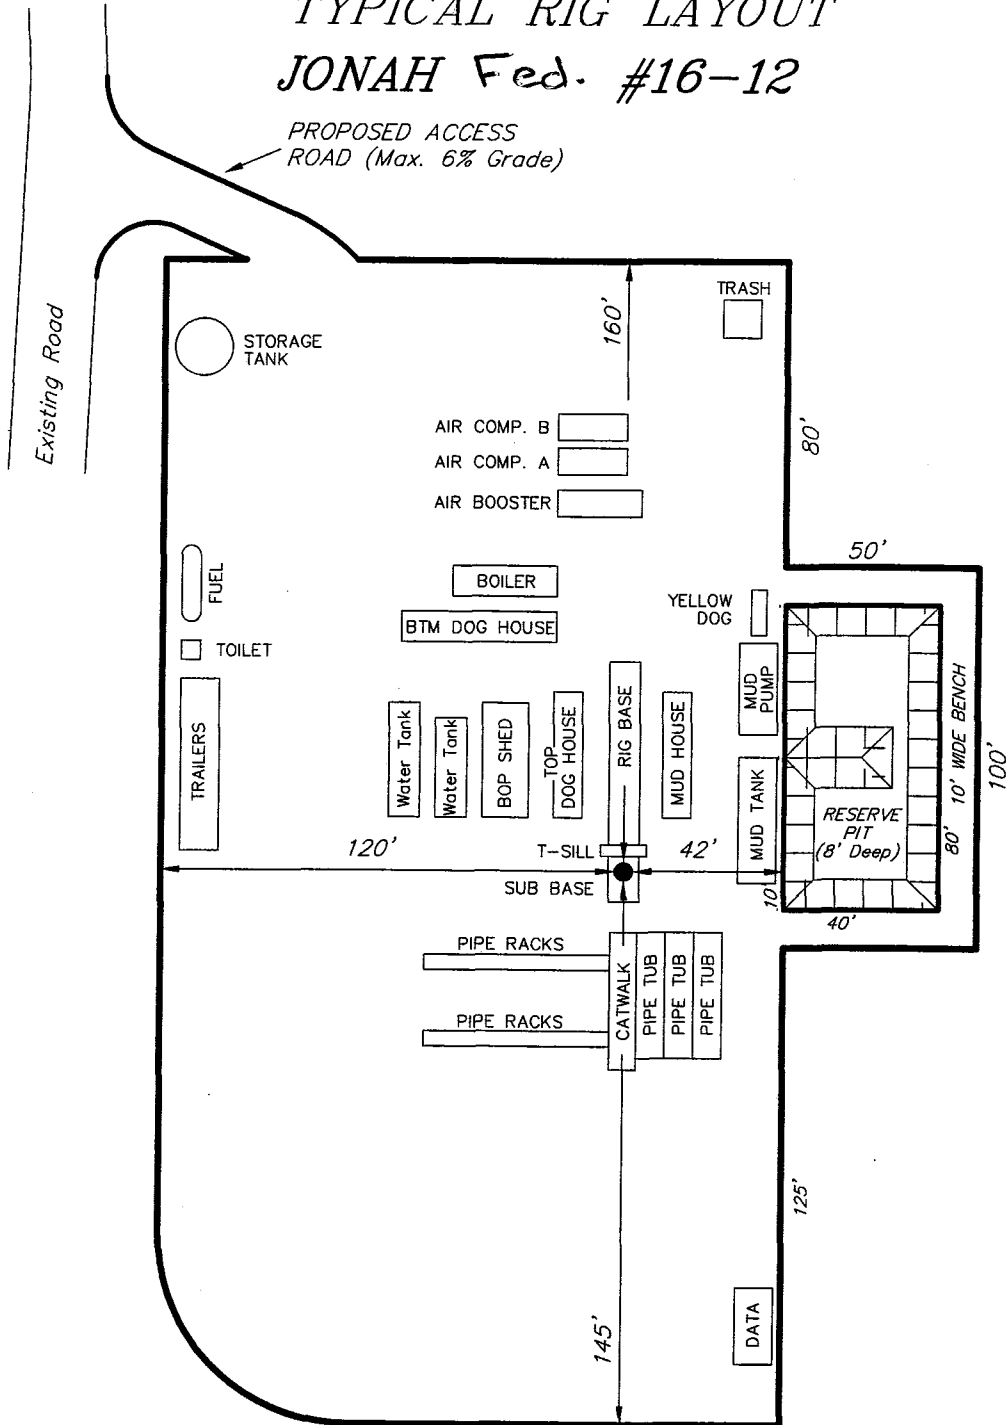 TYPICAL RIG LAYOUT
JONAH Fed. #16-12
PROPOSED ACCESS
ROAD (Max. 6% Grade)
Existing Road
STORAGE
TANK
160'
TRASH
AIR COMP. B
AIR COMP. A
AIR BOOSTER
80'
50'
FUEL
BOILER
YELLOW
DOG
BTM DOG HOUSE
TOILET
TRAILERS
Water Tank
Water Tank
BOP SHED
TOP
DOG HOUSE
RIG BASE
MUD HOUSE
MUD
PUMP
MUD TANK
RESERVE
PIT
(8' Deep)
80'
10' WIDE BENCH
100'
120'
T-SILL
42'
SUB BASE
10'
40'
PIPE RACKS
PIPE RACKS
CATWALK
PIPE TUB
PIPE TUB
PIPE TUB
125'
145'
DATA